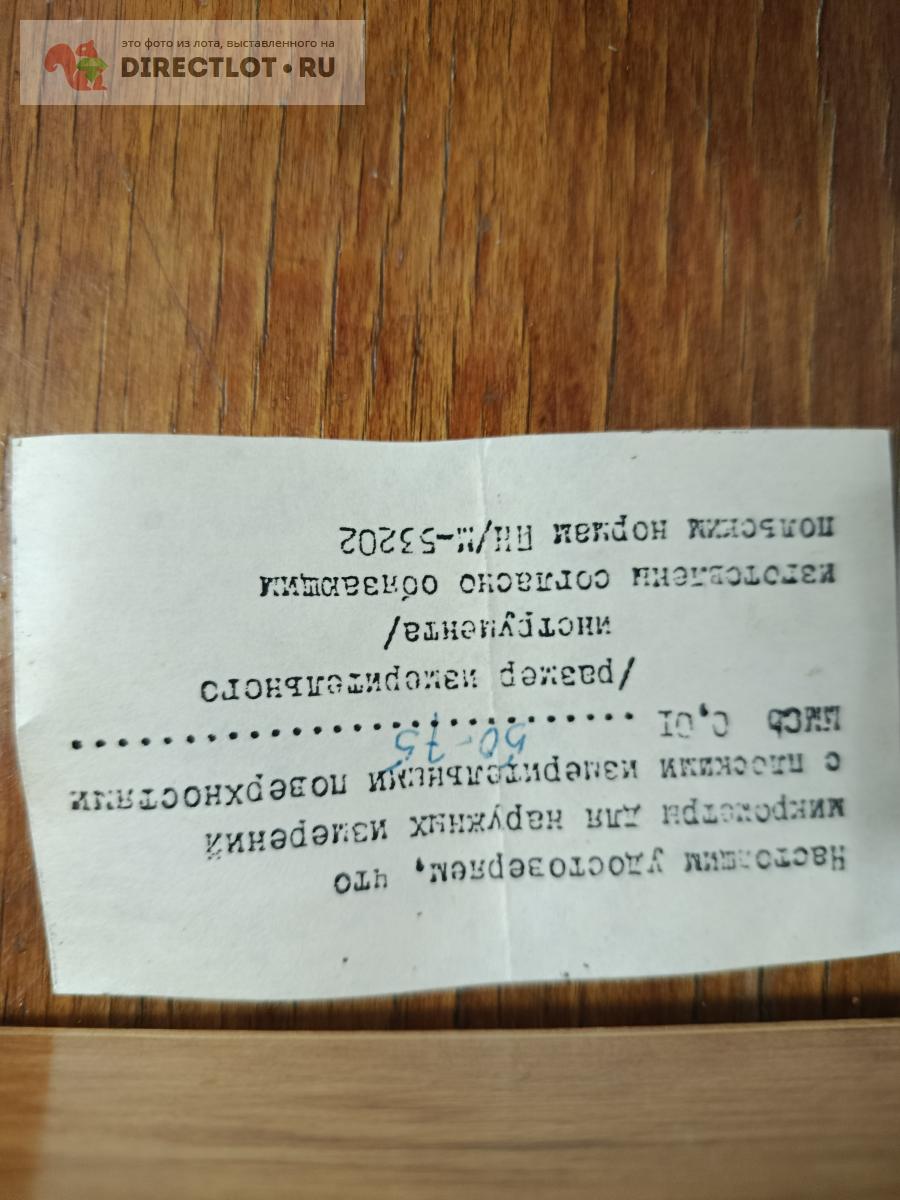 это фото из лота, выставленного на
DIRECTLOT.RU
Настоящим удостоверяем, что
микрометры для наружных измерений
с плоскими измерительными поверхностями
50-75
0,01 ..............................
/размер измерительного
инструмента/
изготовлены согласно обязающим
польским нормам ПН/М-53202